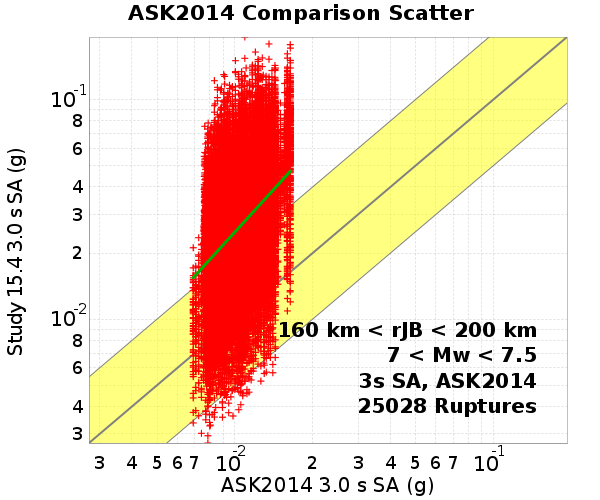 ASK2014 Comparison Scatter
Study 15.4 3.0 s SA (g)
10-1
8
6
4
3
2
10-2
8
6
4
3
160 km < rJB < 200 km
7 < Mw < 7.5
3s SA, ASK2014
25028 Ruptures
3 4 5 6 7 10-2 2 3 4 5 6 7 10-1
ASK2014 3.0 s SA (g)